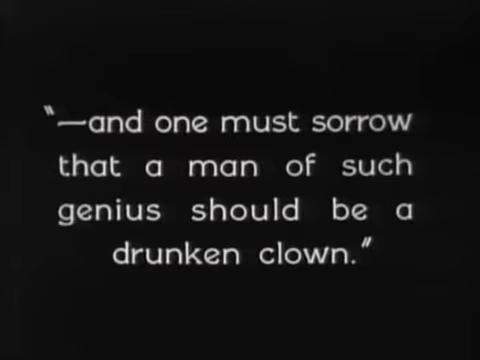 "—and one must sorrow
that a man of such
genius should be a
drunken clown."